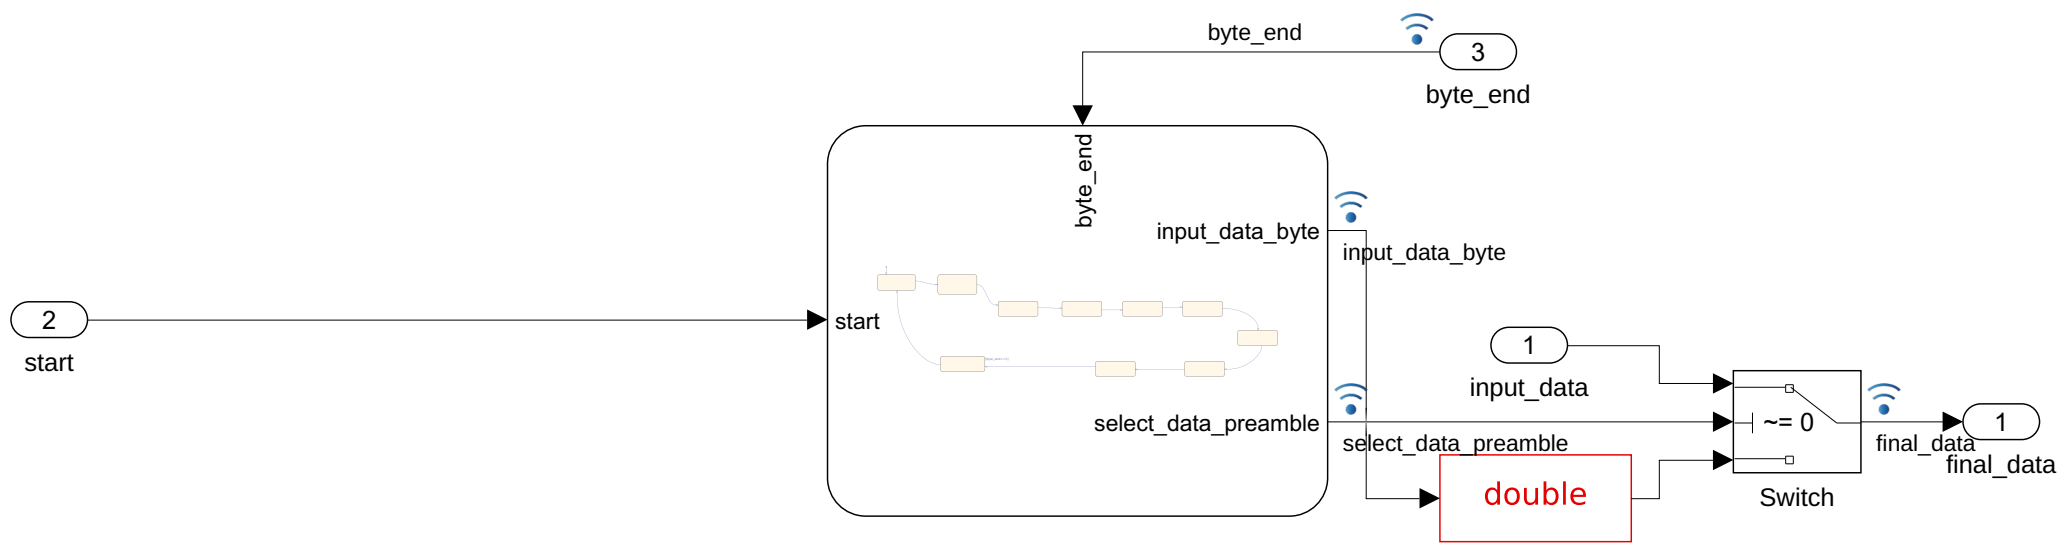 byte_end
3
byte_end
byte_end
input_data_byte
input_data_byte
2
start
start
1
input_data
select_data_preamble
select_data_preamble
~= 0
Switch
final_data
1
final_data
double